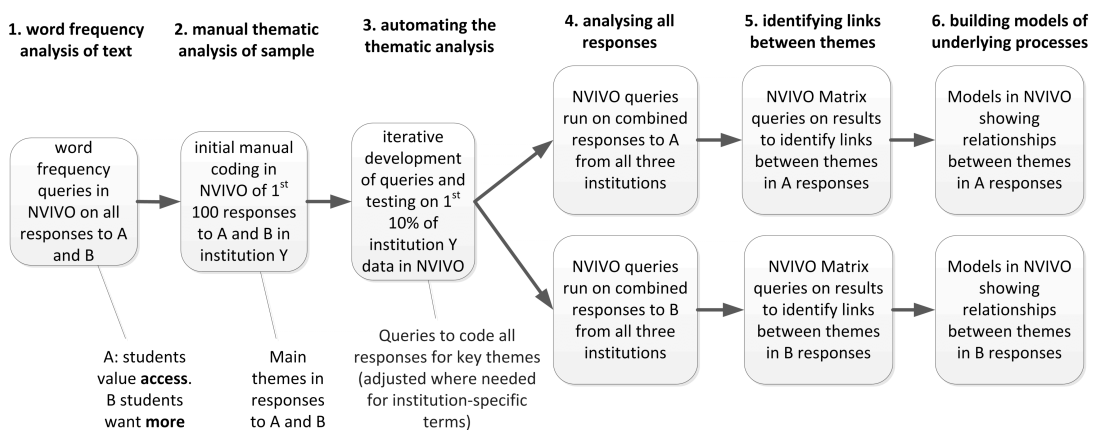 1. word frequency
analysis of text
2. manual thematic
analysis of sample
3. automating the
thematic analysis
4. analysing all
responses
5. identifying links
between themes
6. building models of
underlying processes
word
frequency
queries in
NVIVO on all
responses to A
and B
initial manual
coding in
NVIVO of 1st
100 responses
to A and B in
institution Y
iterative
development
of queries and
testing on 1st
10% of
institution Y
data in NVIVO
NVIVO queries
run on combined
responses to A
from all three
institutions
NVIVO Matrix
queries on results
to identify links
between themes
in A responses
Models in NVIVO
showing
relationships
between themes
in A responses
NVIVO queries
run on combined
responses to B
from all three
institutions
NVIVO Matrix
queries on results
to identify links
between themes
in B responses
Models in NVIVO
showing
relationships
between themes
in B responses
A: students
value access.
B students
want more
Main
themes in
responses
to A and B
Queries to code all
responses for key themes
(adjusted where needed
for institution-specific
terms)